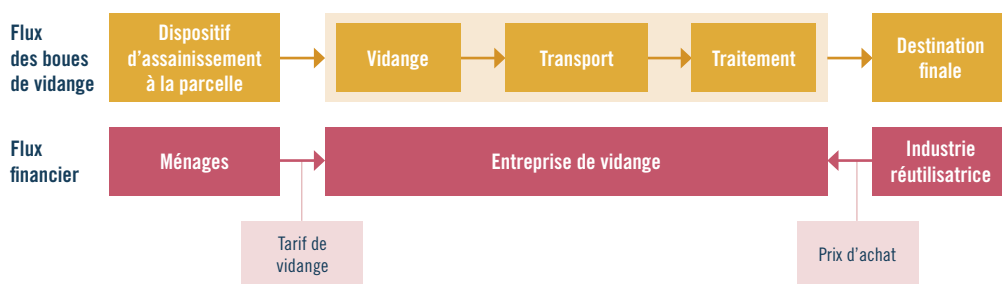 Flux
des boues
de vidange
Dispositif
d'assainissement
à la parcelle
Vidange
Transport
Traitement
Destination
finale
Flux
financier
Ménages
Entreprise de vidange
Industrie
réutilisatrice
Tarif de
vidange
Prix d'achat